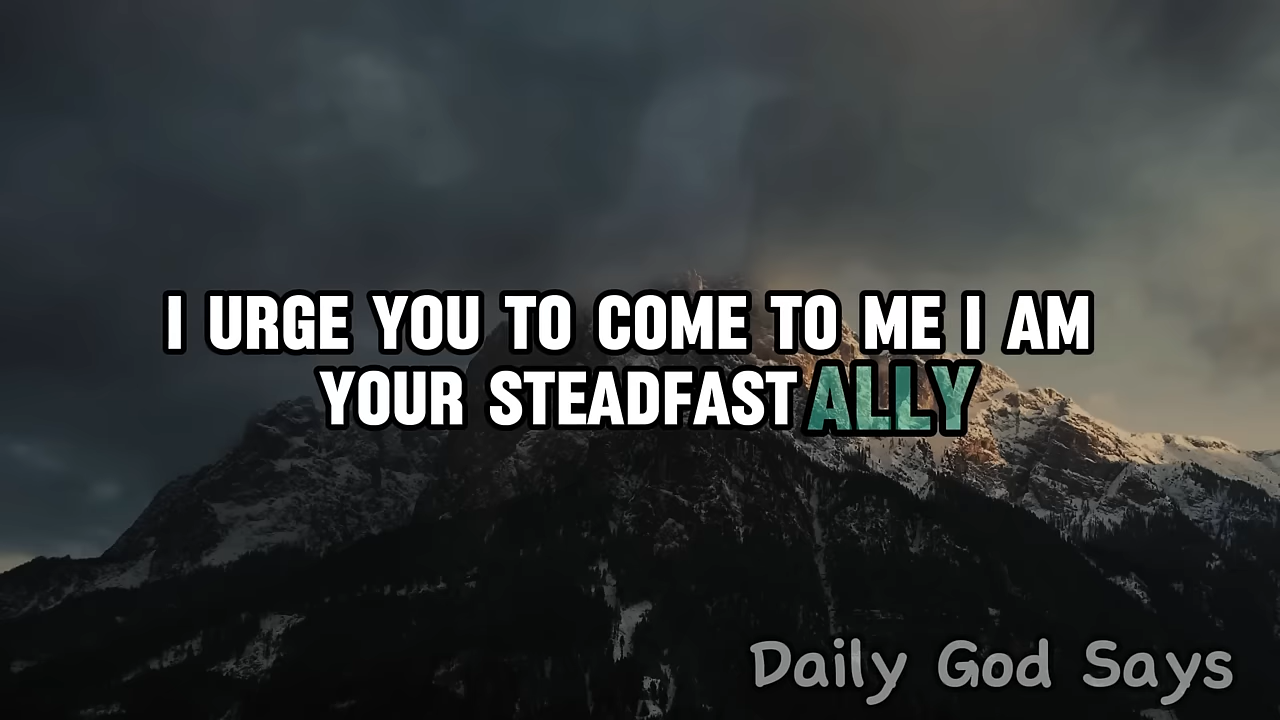 I URGE YOU TO COME TO ME I AM
YOUR STEADFAST ALLY
Daily God Says